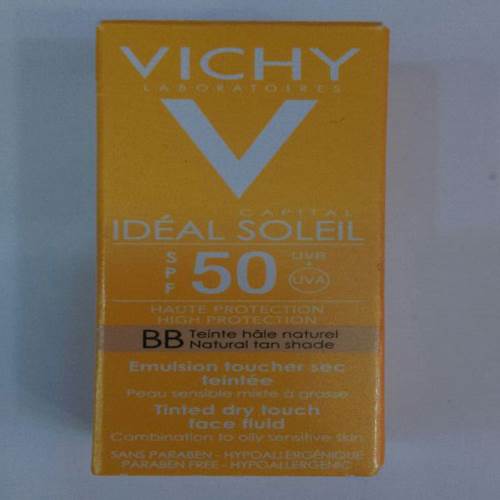 VICHY
LABORATOIRES
V
CAPITAL
IDÉAL SOLEIL
SPF 50 UVB + UVA
HAUTE PROTECTION
HIGH PROTECTION
BB Teinte hâle naturel
Natural tan shade
Emulsion toucher sec
teintée
Peau sensible mixte à grasse
Tinted dry touch
face fluid
Combination to oily sensitive skin
SANS PARABEN - HYPOALLERGÉNIQUE
PARABEN FREE - HYPOALLERGENIC